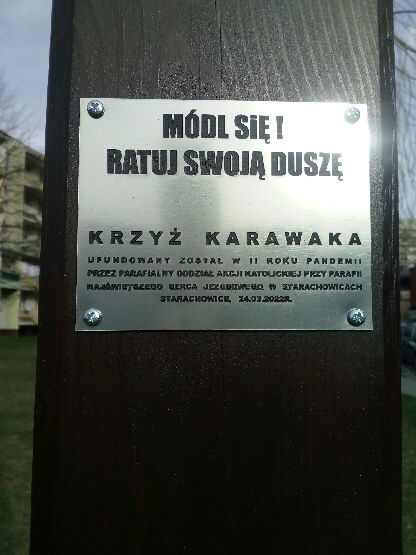 MÓDL SIĘ !
RATUJ SWOJĄ DUSZĘ
KRZYŻ KARAWAKA
UFUNDOWANY ZOSTAŁ W II ROKU PANDEMII
PRZEZ PARAFIALNY ODDZIAŁ AKCJI KATOLICKIEJ PRZY PARAFII
NAJŚWIĘTSZEGO SERCA JEZUSOWEGO W STARACHOWICACH
STARACHOWICE, 24.03.2022R.